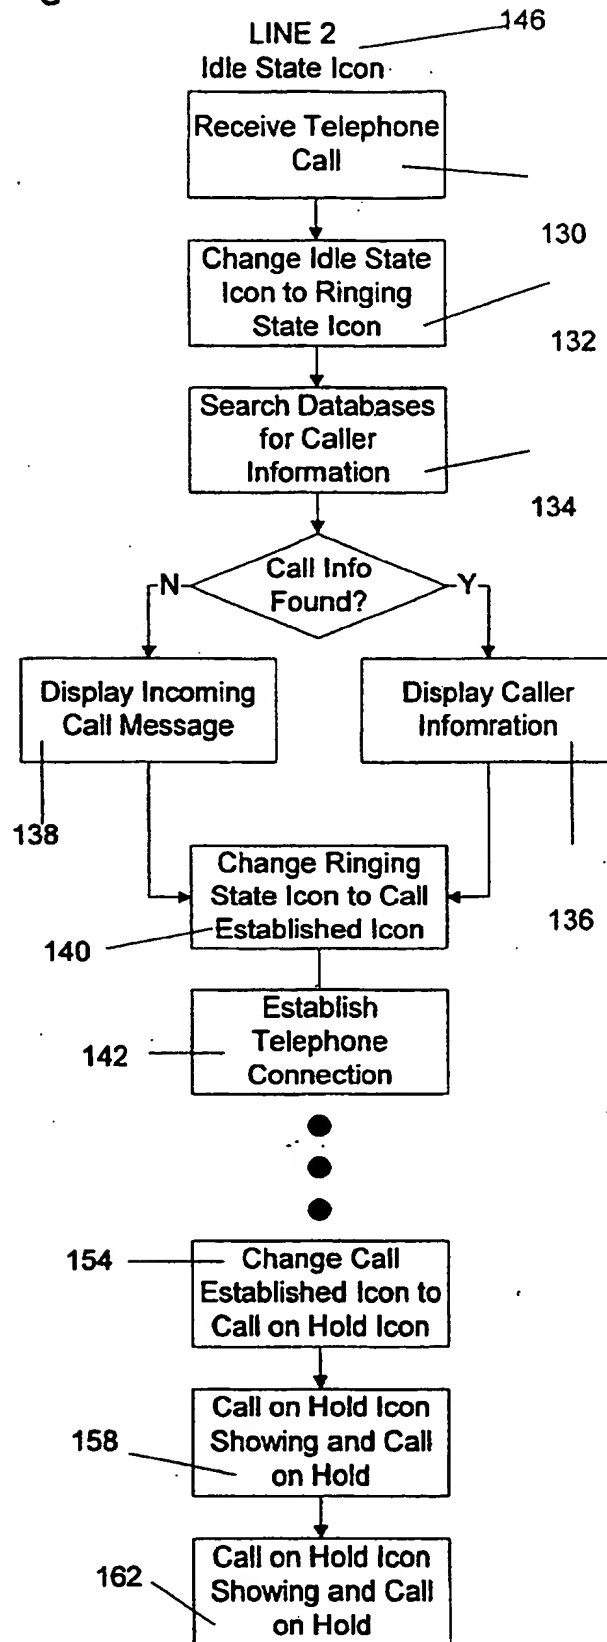 146
LINE 2
Idle State Icon
Receive Telephone
Call
130
Change Idle State
Icon to Ringing
State Icon
132
Search Databases
for Caller
Information
134
Call Info
Found?
N
Y
Display Incoming
Call Message
Display Caller
Infomration
138
136
Change Ringing
State Icon to Call
Established Icon
140
Establish
Telephone
Connection
142
154
Change Call
Established Icon to
Call on Hold Icon
Call on Hold Icon
Showing and Call
on Hold
158
Call on Hold Icon
Showing and Call
on Hold
162